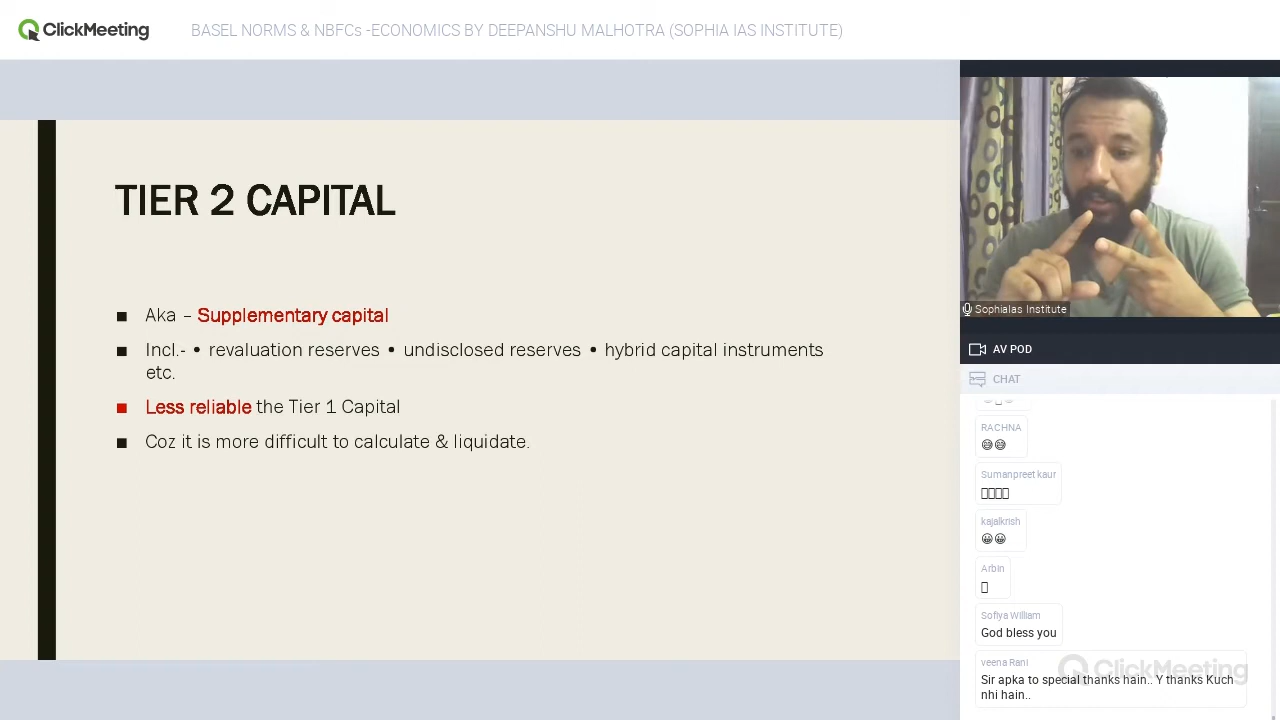 ClickMeeting
BASEL NORMS & NBFCs -ECONOMICS BY DEEPANSHU MALHOTRA (SOPHIA IAS INSTITUTE)
TIER 2 CAPITAL
■ Aka – Supplementary capital
■ Incl.- • revaluation reserves • undisclosed reserves • hybrid capital instruments
etc.
■ Less reliable the Tier 1 Capital
■ Coz it is more difficult to calculate & liquidate.
SophiaIas Institute
AV POD
CHAT
RACHNA
😅😅
Sumanpreet kaur
kajalkrish
😀😀
Arbin
Sofiya William
God bless you
veena Rani
ClickMeeting
Sir apka to special thanks hain.. Y thanks Kuch
nhi hain..